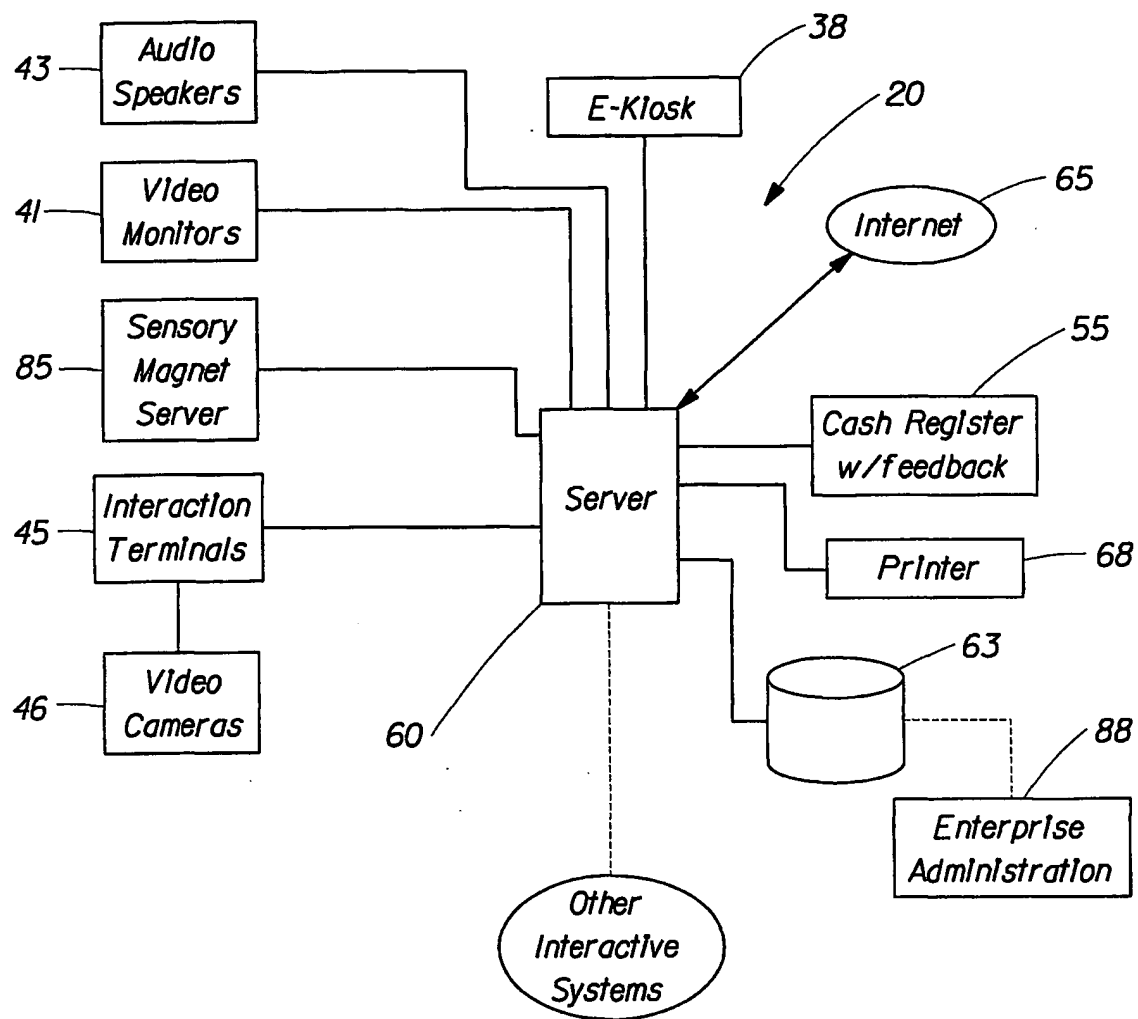 38
43
Audio
Speakers
E-Kiosk
20
65
Internet
41
Video
Monitors
55
85
Sensory
Magnet
Server
Cash Register
w/feedback
Server
45
Interaction
Terminals
68
Printer
63
46
Video
Cameras
60
88
Enterprise
Administration
Other
Interactive
Systems